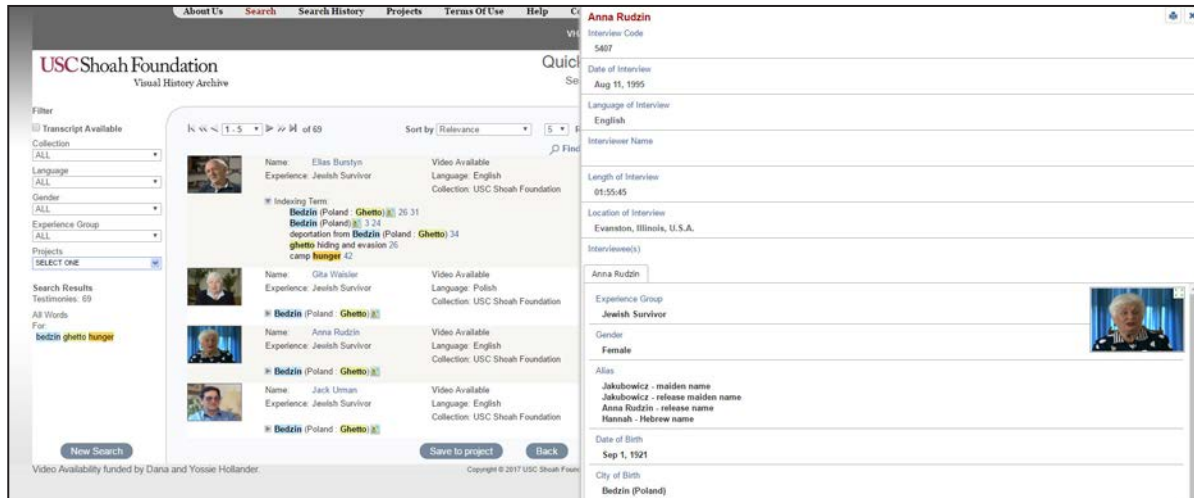 About Us Search Search History Projects Terms Of Use Help
USC Shoah Foundation
Visual History Archive
Filter
Transcript Available
Collection
ALL
Language
ALL
Gender
ALL
Experience Group
ALL
Projects
SELECT ONE
Search Results
Testimonies: 69
All Words
For:
bedzin ghetto hunger
New Search
1 - 5 of 69
Sort by Relevance 5
Find
Name: Elias Burstyn Video Available
Experience: Jewish Survivor Language: English
Collection: USC Shoah Foundation
Indexing Term:
Bedzin (Poland : Ghetto) 26 31
Bedzin (Poland) 3 24
deportation from Bedzin (Poland : Ghetto) 34
ghetto hiding and evasion 26
camp hunger 42
Name: Gita Waisler Video Available
Experience: Jewish Survivor Language: Polish
Collection: USC Shoah Foundation
Bedzin (Poland : Ghetto)
Name: Anna Rudzin Video Available
Experience: Jewish Survivor Language: English
Collection: USC Shoah Foundation
Bedzin (Poland : Ghetto)
Name: Jack Urman Video Available
Experience: Jewish Survivor Language: English
Collection: USC Shoah Foundation
Bedzin (Poland : Ghetto)
Save to project Back
Video Availability funded by Dana and Yossie Hollander.
Copyright © 2017 USC Shoah
Anna Rudzin
Interview Code
5407
Date of Interview
Aug 11, 1995
Language of Interview
English
Interviewer Name
Length of Interview
01:55:45
Location of Interview
Evanston, Illinois, U.S.A.
Interviewee(s)
Anna Rudzin
Experience Group
Jewish Survivor
Gender
Female
Alias
Jakubowicz - maiden name
Jakubowicz - release maiden name
Anna Rudzin - release name
Hannah - Hebrew name
Date of Birth
Sep 1, 1921
City of Birth
Bedzin (Poland)